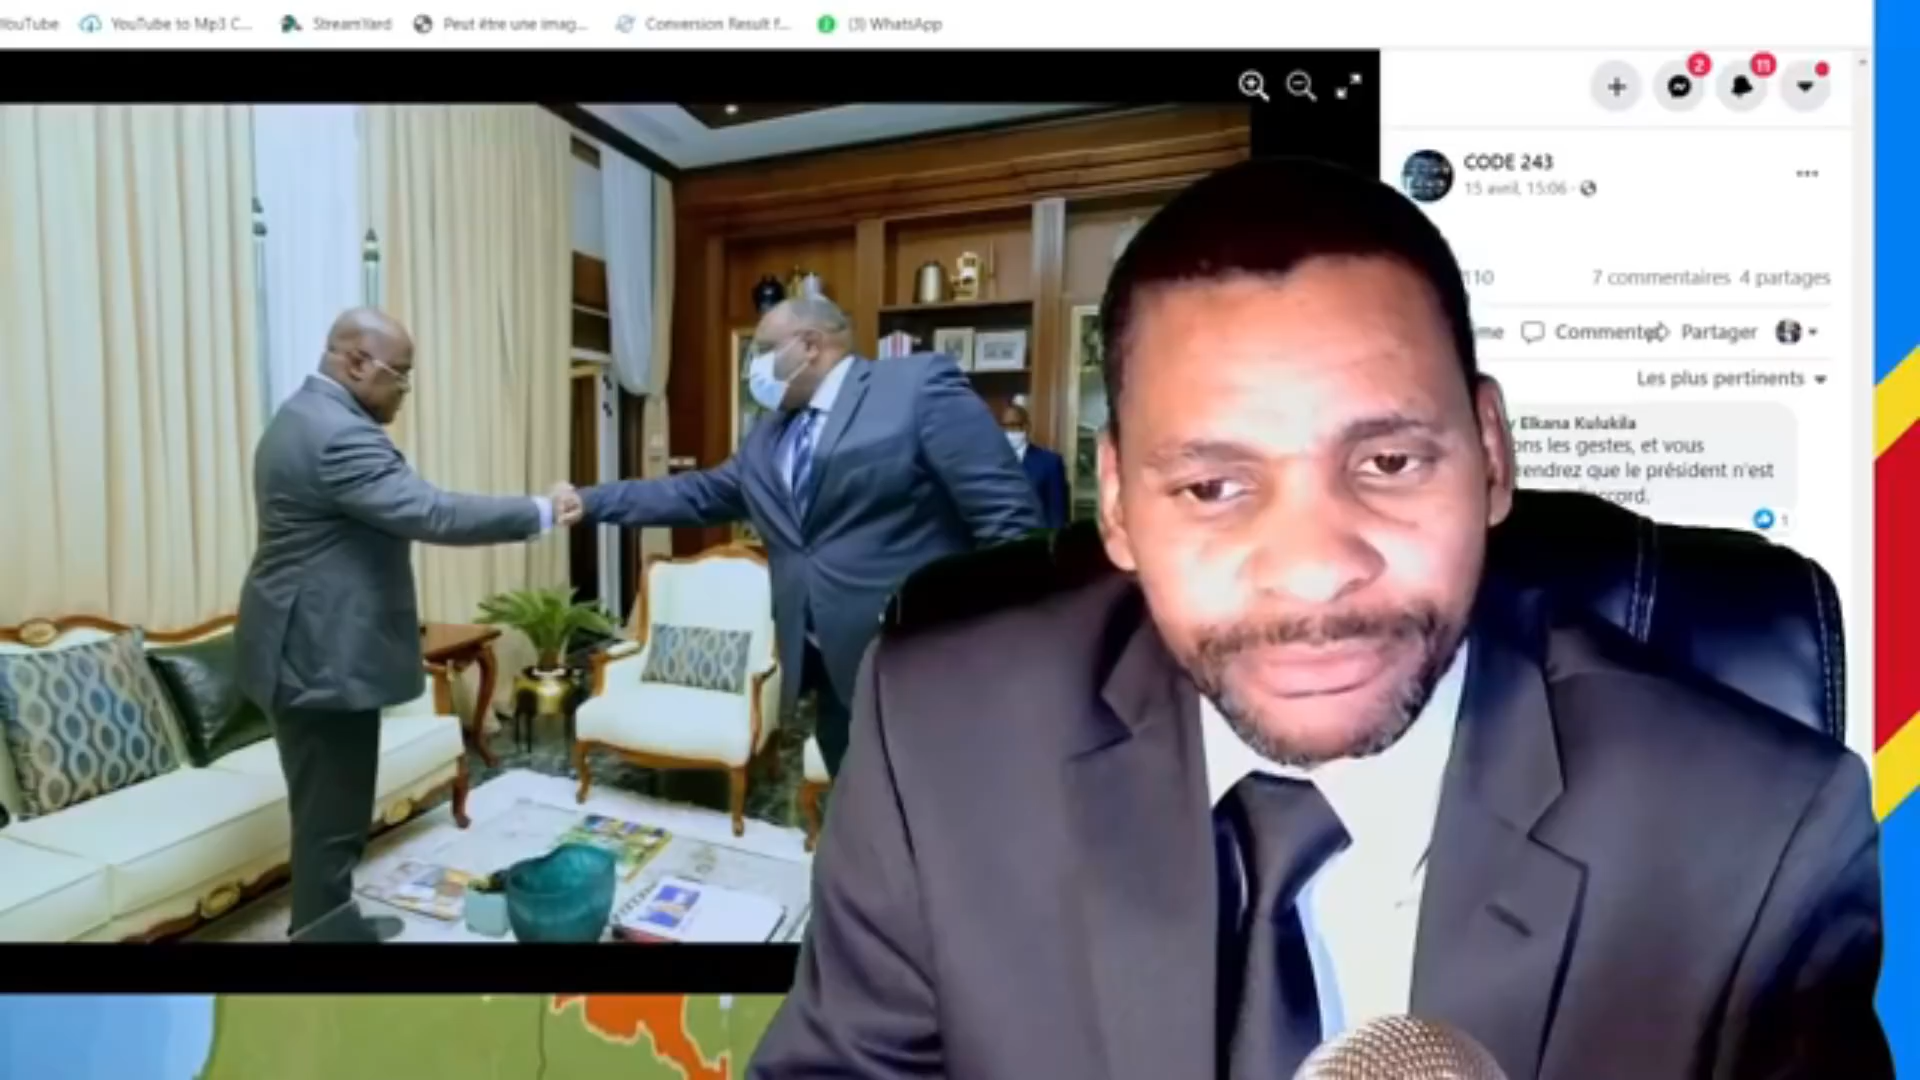 YouTube
YouTube to Mp3 C...
StreamYard
Peut être une imag...
Conversion Result f...
(3) WhatsApp
2
11
CODE 243
15 avril, 15:06
110
7 commentaires 4 partages
me
Commenter
Partager
Les plus pertinents
y Elkana Kulukila
ons les gestes, et vous
rendrez que le président n'est
ccord.
1